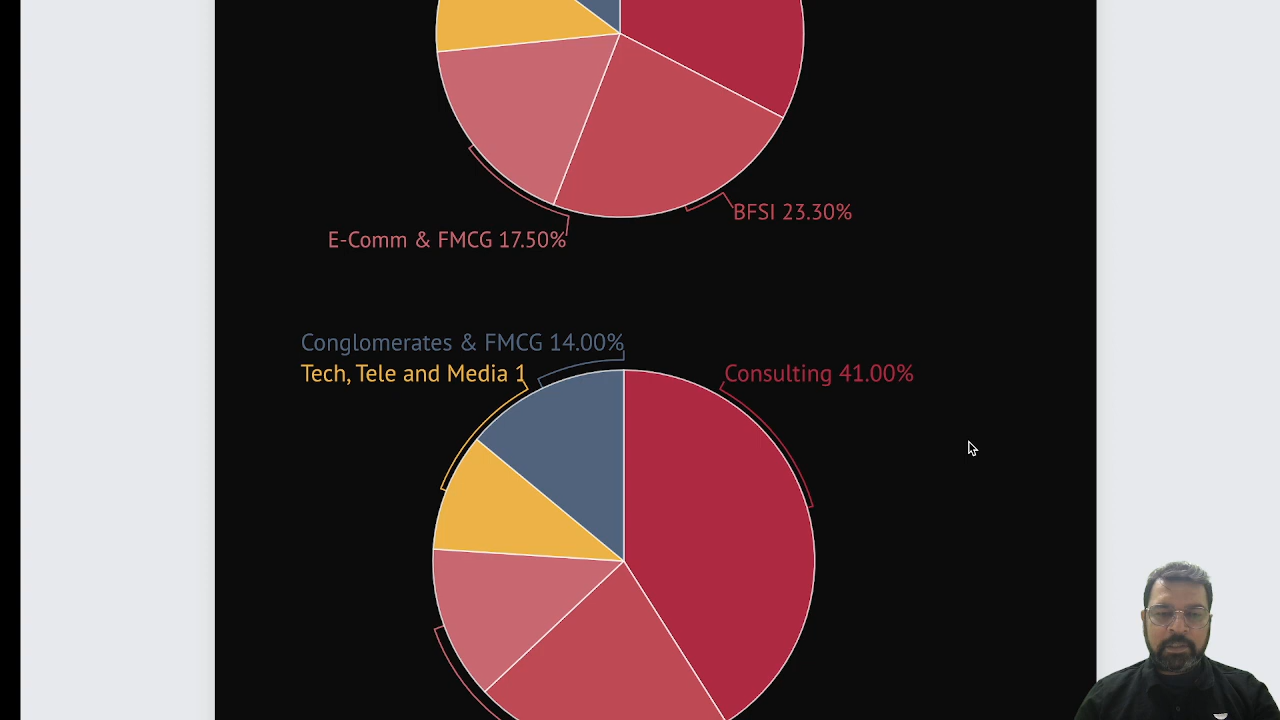 BFSI 23.30%
E-Comm & FMCG 17.50%
Conglomerates & FMCG 14.00%
Tech, Tele and Media 1
Consulting 41.00%